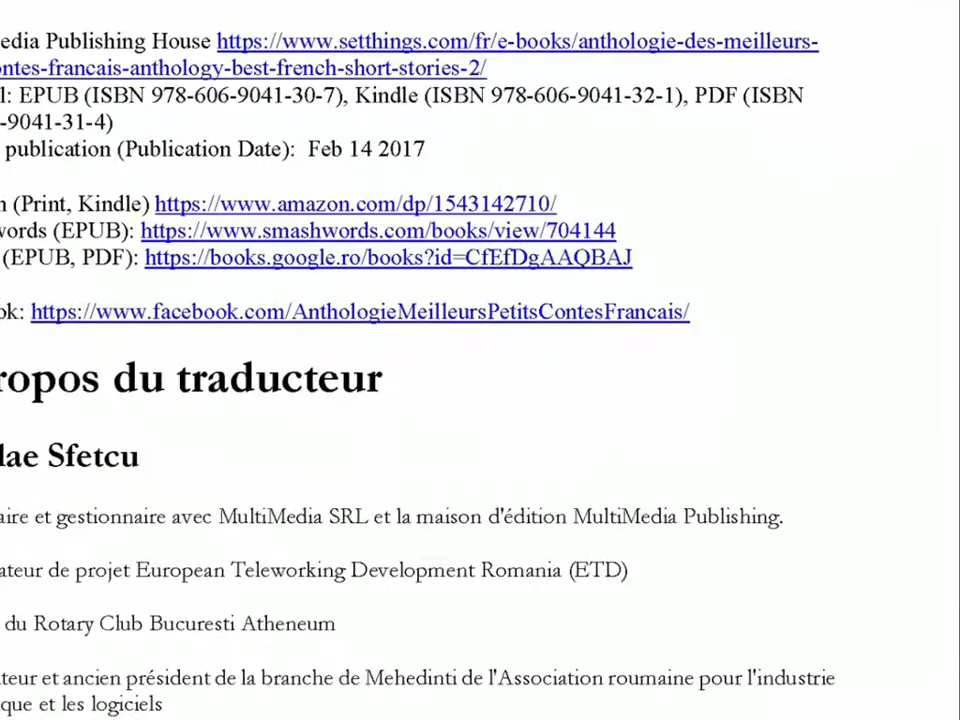 edia Publishing House https://www.setthings.com/fr/e-books/anthologie-des-meilleurs-
ontes-francais-anthology-best-french-short-stories-2/
l: EPUB (ISBN 978-606-9041-30-7), Kindle (ISBN 978-606-9041-32-1), PDF (ISBN
-9041-31-4)
publication (Publication Date): Feb 14 2017
n (Print, Kindle) https://www.amazon.com/dp/1543142710/
words (EPUB): https://www.smashwords.com/books/view/704144
(EPUB, PDF): https://books.google.ro/books?id=CfEfDgAAQBAJ
ok: https://www.facebook.com/AnthologieMeilleursPetitsContesFrancais/
ropos du traducteur
lae Sfetcu
aire et gestionnaire avec MultiMedia SRL et la maison d'édition MultiMedia Publishing.
ateur de projet European Teleworking Development Romania (ETD)
du Rotary Club Bucuresti Atheneum
teur et ancien président de la branche de Mehedinti de l'Association roumaine pour l'industrie
que et les logiciels